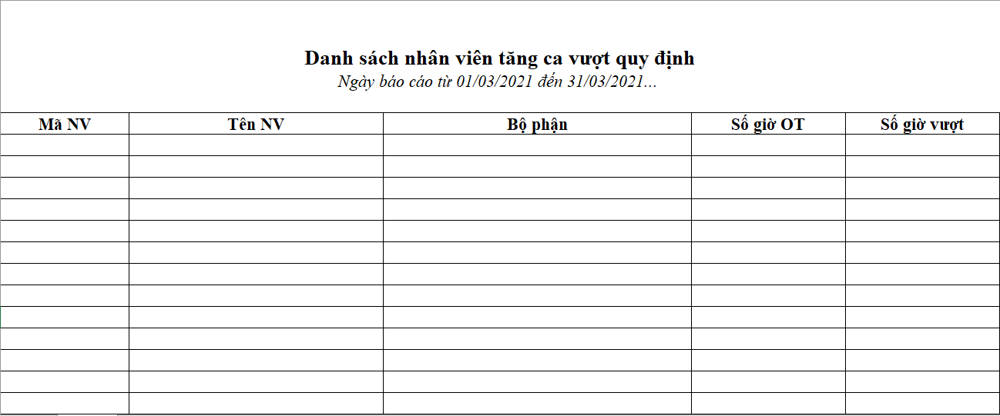 Danh sách nhân viên tăng ca vượt quy định
Ngày báo cáo từ 01/03/2021 đến 31/03/2021...
Mã NV Tên NV Bộ phận Số giờ OT Số giờ vượt